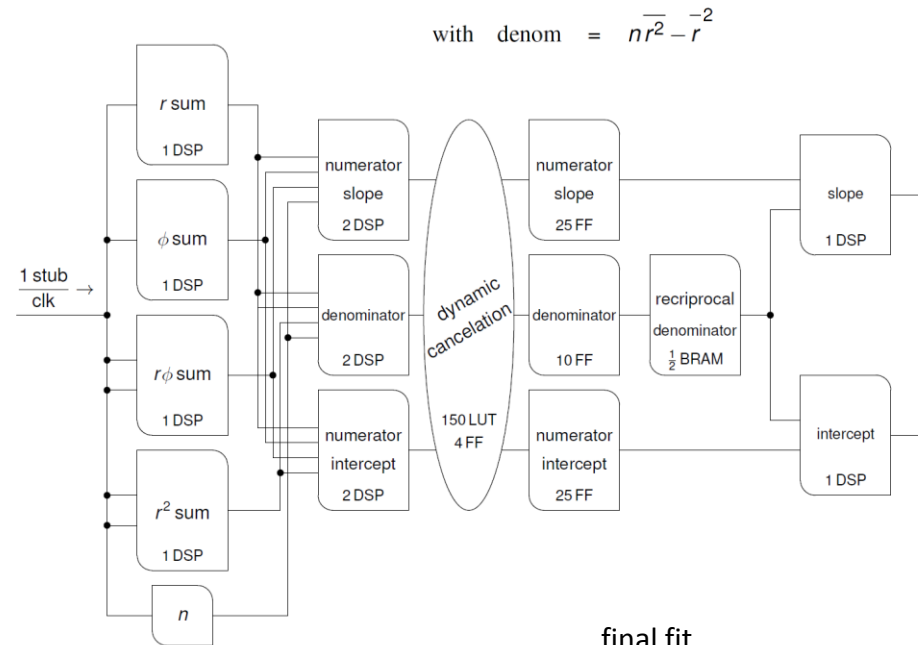 with denom = n\overline{r^2} − \overline{r}^2
r sum
1 DSP
ϕ sum
1 DSP
1 stub
clk →
rϕ sum
1 DSP
r² sum
1 DSP
n
numerator
slope
2 DSP
denominator
2 DSP
numerator
intercept
2 DSP
dynamic
cancelation
150 LUT
4 FF
numerator
slope
25 FF
denominator
10 FF
numerator
intercept
25 FF
recriprocal
denominator
½ BRAM
slope
1 DSP
intercept
1 DSP
final fit